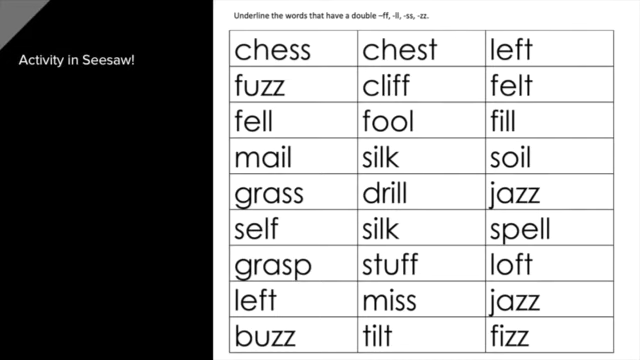 Activity in Seesaw!
Underline the words that have a double –ff, -ll, -ss, -zz.
chess chest left
fuzz cliff felt
fell fool fill
mail silk soil
grass drill jazz
self silk spell
grasp stuff loft
left miss jazz
buzz tilt fizz